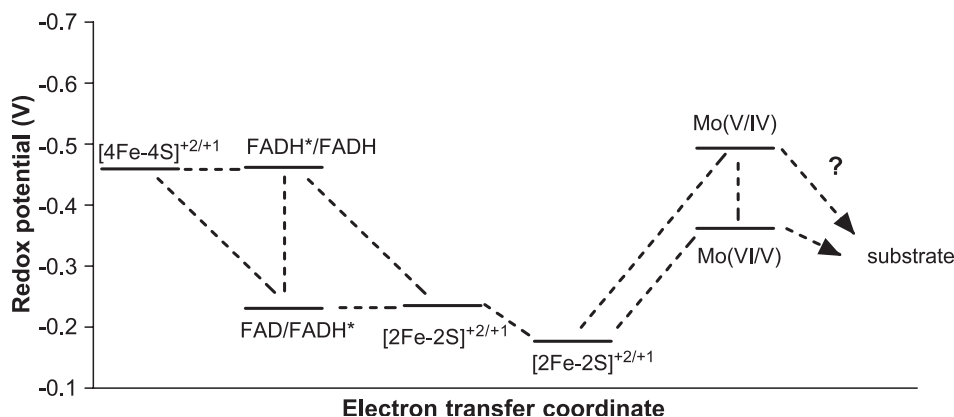 Redox potential (V)
-0.7
-0.6
-0.5
-0.4
-0.3
-0.2
-0.1
[4Fe-4S]+2/+1
FADH*/FADH
FAD/FADH*
[2Fe-2S]+2/+1
[2Fe-2S]+2/+1
Mo(V/IV)
Mo(VI/V)
?
substrate
Electron transfer coordinate